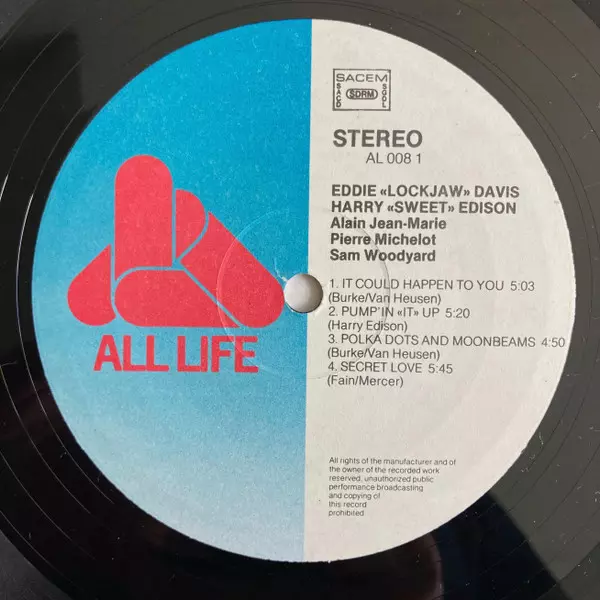 SACEM
SACD
SDRM
SGDL
STEREO
AL 008 1
EDDIE «LOCKJAW» DAVIS
HARRY «SWEET» EDISON
Alain Jean-Marie
Pierre Michelot
Sam Woodyard
1. IT COULD HAPPEN TO YOU 5:03
(Burke/Van Heusen)
2. PUMP'IN «IT» UP 5:20
(Harry Edison)
3. POLKA DOTS AND MOONBEAMS 4:50
(Burke/Van Heusen)
4. SECRET LOVE 5:45
(Fain/Mercer)
ALL LIFE
All rights of the manufacturer and of
the owner of the recorded work
reserved, unauthorized public
performance broadcasting
and copying of
this record
prohibited